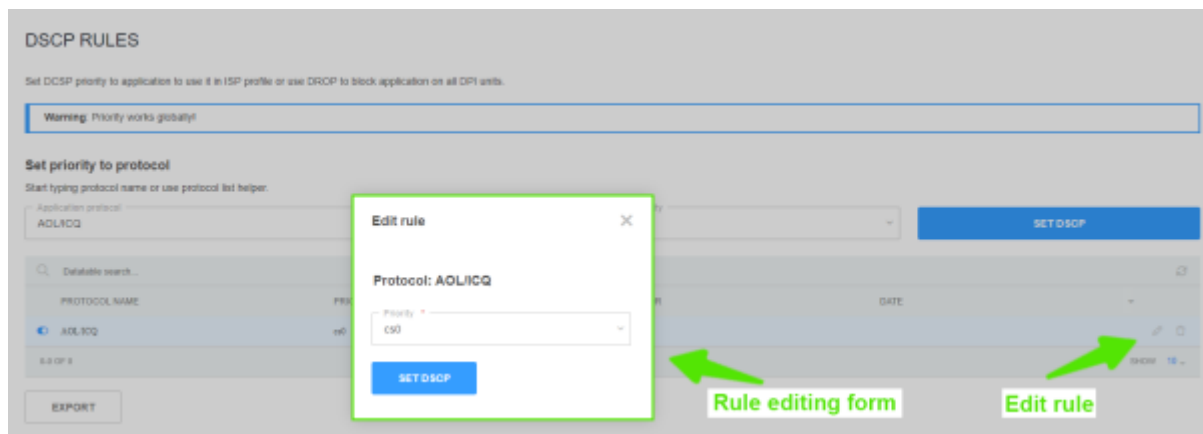 DSCP RULES
Set DCSP priority to application to use it in ISP profile or use DROP to block application on all DPI units.
Warning: Priority works globally!
Set priority to protocol
Start typing protocol name or use protocol list helper.
Application protocol
AOL/ICQ
SET DSCP
Edit rule
Protocol: AOL/ICQ
Priority *
cs0
SET DSCP
Datatable search...
PROTOCOL NAME
DATE
AOL/ICQ
cs0
SHOW 10
EXPORT
Rule editing form
Edit rule